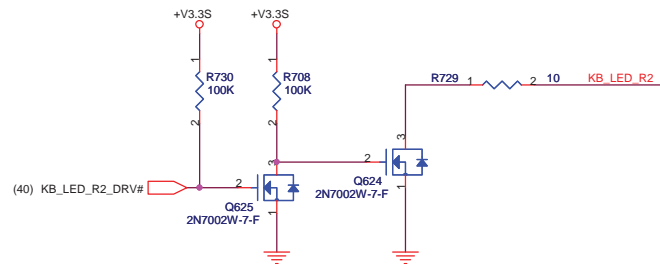 +V3.3S
+V3.3S
1
1
R730
100K
R708
100K
R729
1
2
10
KB_LED_R2
2
2
3
3
2
(40) KB_LED_R2_DRV#
2
Q624
2N7002W-7-F
1
Q625
2N7002W-7-F
1